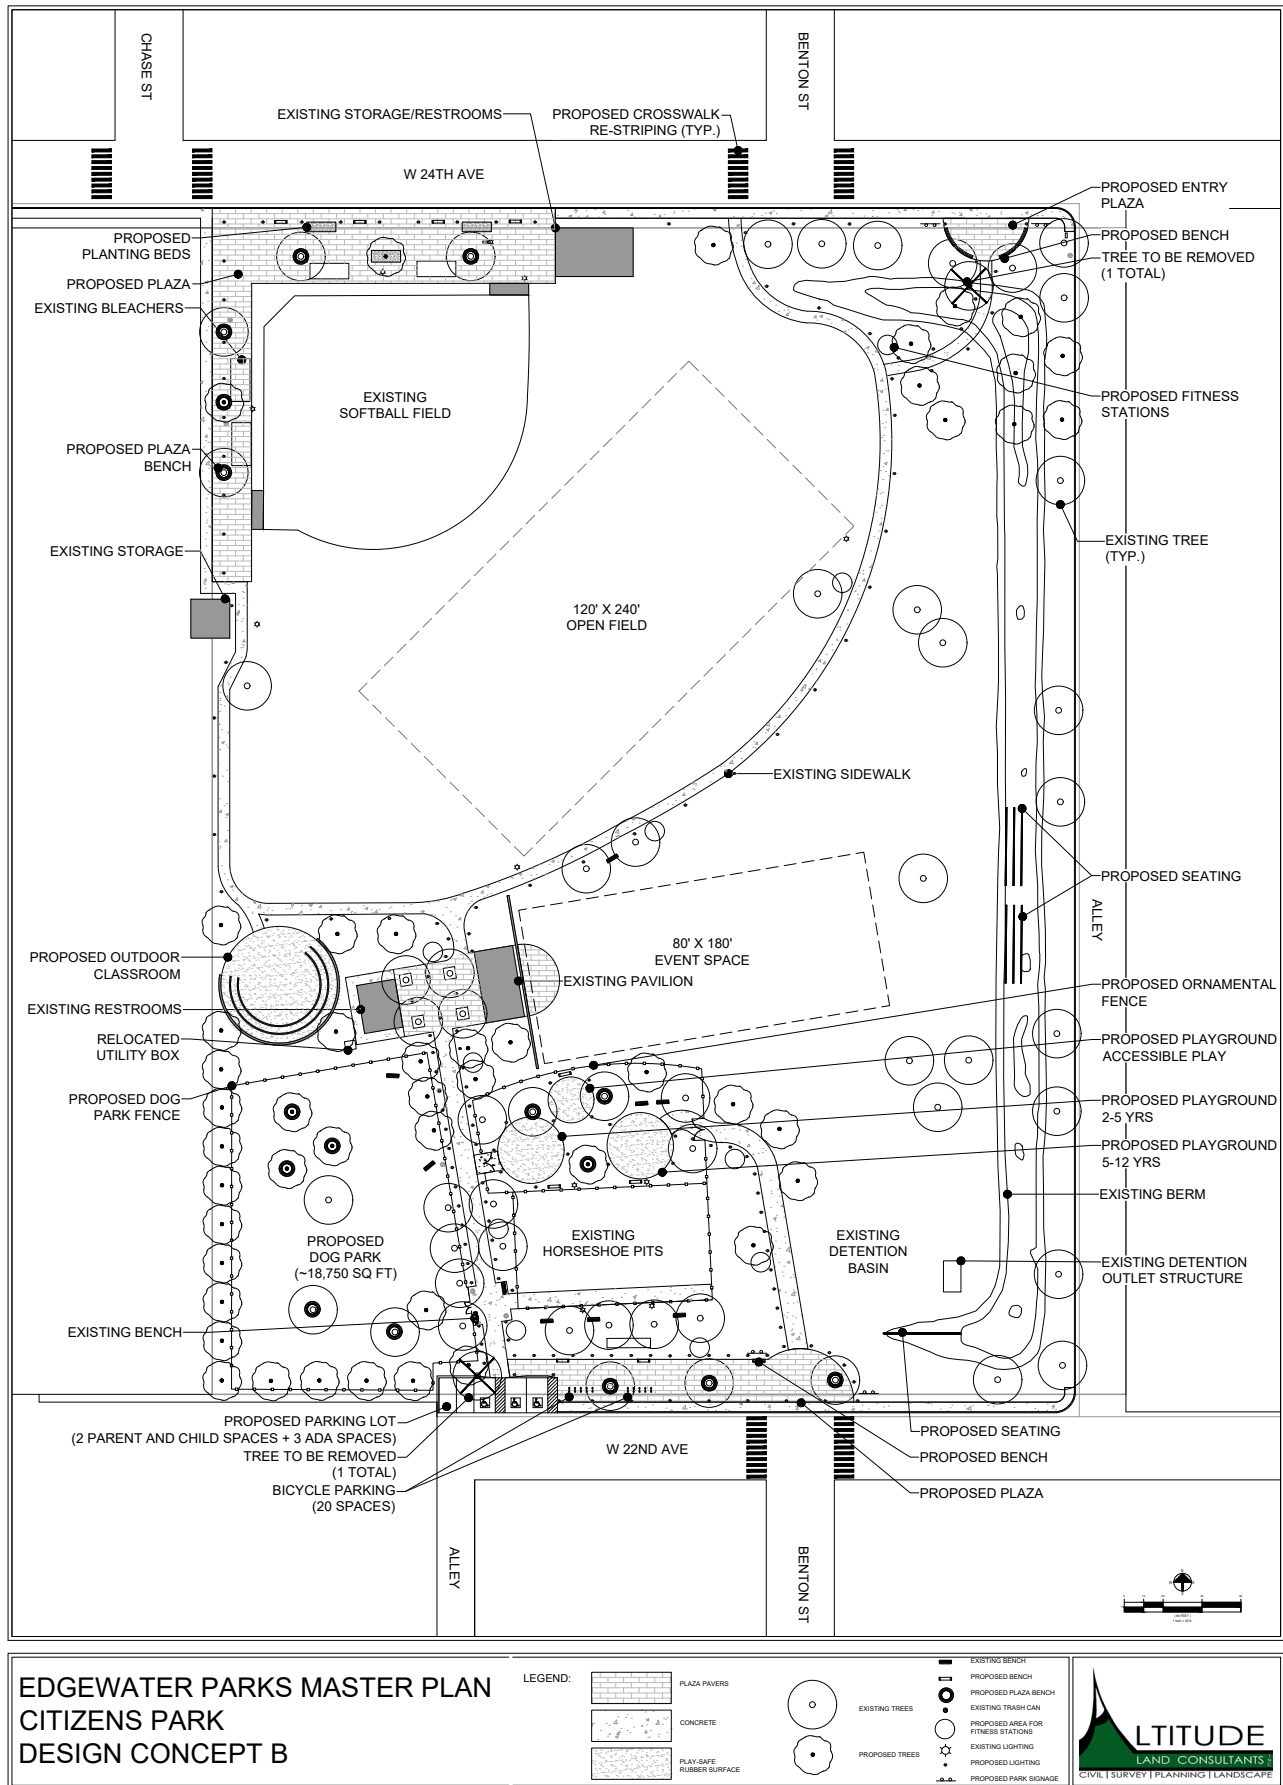 CHASE ST
BENTON ST
EXISTING STORAGE/RESTROOMS
PROPOSED CROSSWALK
RE-STRIPING (TYP.)
W 24TH AVE
PROPOSED ENTRY
PLAZA
PROPOSED
PLANTING BEDS
PROPOSED BENCH
TREE TO BE REMOVED
(1 TOTAL)
PROPOSED PLAZA
EXISTING BLEACHERS
EXISTING
SOFTBALL FIELD
PROPOSED FITNESS
STATIONS
PROPOSED PLAZA
BENCH
EXISTING STORAGE
EXISTING TREE
(TYP.)
120' X 240'
OPEN FIELD
EXISTING SIDEWALK
PROPOSED SEATING
ALLEY
PROPOSED OUTDOOR
CLASSROOM
80' X 180'
EVENT SPACE
EXISTING PAVILION
PROPOSED ORNAMENTAL
FENCE
EXISTING RESTROOMS
RELOCATED
UTILITY BOX
PROPOSED PLAYGROUND
ACCESSIBLE PLAY
PROPOSED DOG
PARK FENCE
PROPOSED PLAYGROUND
2-5 YRS
PROPOSED PLAYGROUND
5-12 YRS
EXISTING BERM
PROPOSED
DOG PARK
(~18,750 SQ FT)
EXISTING
HORSESHOE PITS
EXISTING
DETENTION
BASIN
EXISTING DETENTION
OUTLET STRUCTURE
EXISTING BENCH
PROPOSED PARKING LOT
(2 PARENT AND CHILD SPACES + 3 ADA SPACES)
TREE TO BE REMOVED
(1 TOTAL)
BICYCLE PARKING
(20 SPACES)
W 22ND AVE
PROPOSED SEATING
PROPOSED BENCH
PROPOSED PLAZA
ALLEY
BENTON ST
EDGEWATER PARKS MASTER PLAN
CITIZENS PARK
DESIGN CONCEPT B
LEGEND:
PLAZA PAVERS
CONCRETE
PLAY-SAFE
RUBBER SURFACE
EXISTING TREES
PROPOSED TREES
EXISTING BENCH
PROPOSED BENCH
PROPOSED PLAZA BENCH
EXISTING TRASH CAN
PROPOSED AREA FOR
FITNESS STATIONS
EXISTING LIGHTING
PROPOSED LIGHTING
PROPOSED PARK SIGNAGE
ALTITUDE
LAND CONSULTANTS
CIVIL | SURVEY | PLANNING | LANDSCAPE